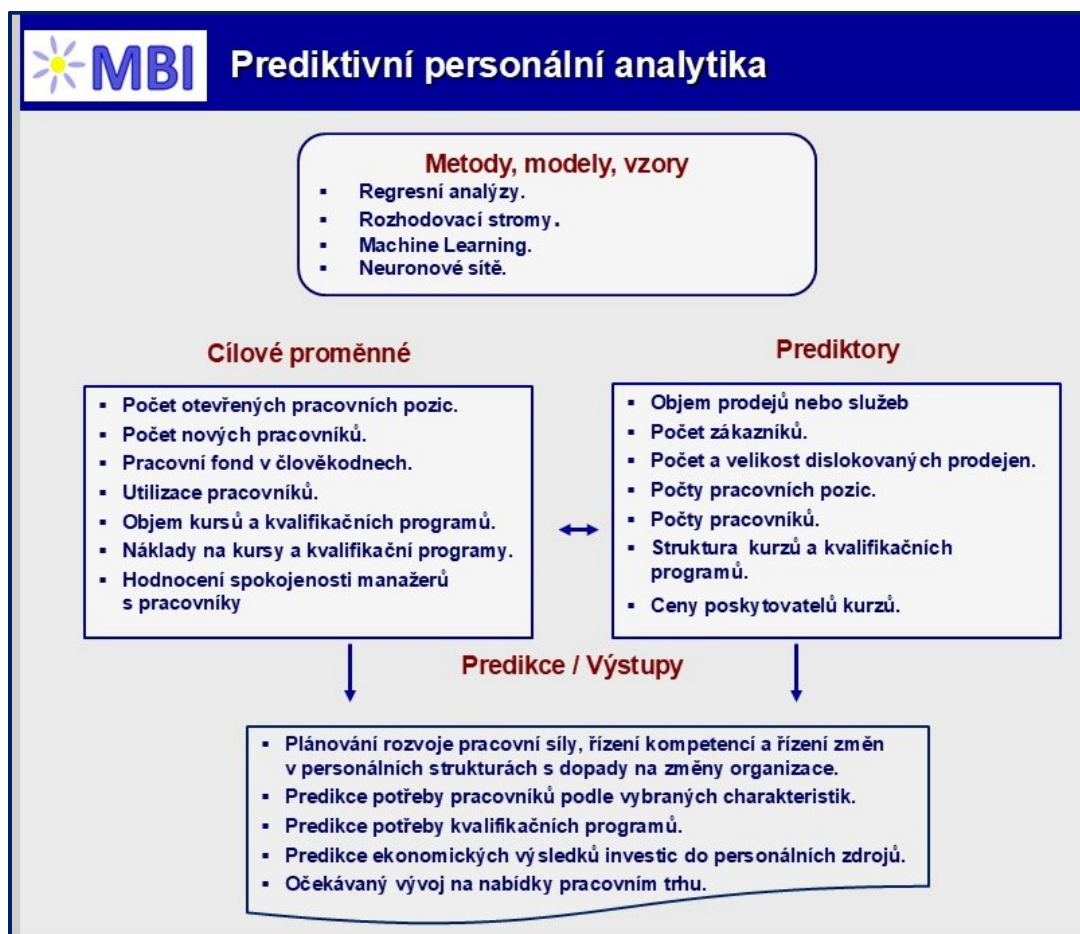 MBI
Prediktivní personální analytika
Metody, modely, vzory
▪ Regresní analýzy.
▪ Rozhodovací stromy.
▪ Machine Learning.
▪ Neuronové sítě.
Cílové proměnné
▪ Počet otevřených pracovních pozic.
▪ Počet nových pracovníků.
▪ Pracovní fond v člověkodnech.
▪ Utilizace pracovníků.
▪ Objem kursů a kvalifikačních programů.
▪ Náklady na kursy a kvalifikační programy.
▪ Hodnocení spokojenosti manažerů
s pracovníky
Prediktory
▪ Objem prodejů nebo služeb
▪ Počet zákazníků.
▪ Počet a velikost dislokovaných prodejen.
▪ Počty pracovních pozic.
▪ Počty pracovníků.
▪ Struktura kurzů a kvalifikačních
programů.
▪ Ceny poskytovatelů kurzů.
Predikce / Výstupy
▪ Plánování rozvoje pracovní síly, řízení kompetencí a řízení změn
v personálních strukturách s dopady na změny organizace.
▪ Predikce potřeby pracovníků podle vybraných charakteristik.
▪ Predikce potřeby kvalifikačních programů.
▪ Predikce ekonomických výsledků investic do personálních zdrojů.
▪ Očekávaný vývoj na nabídky pracovním trhu.